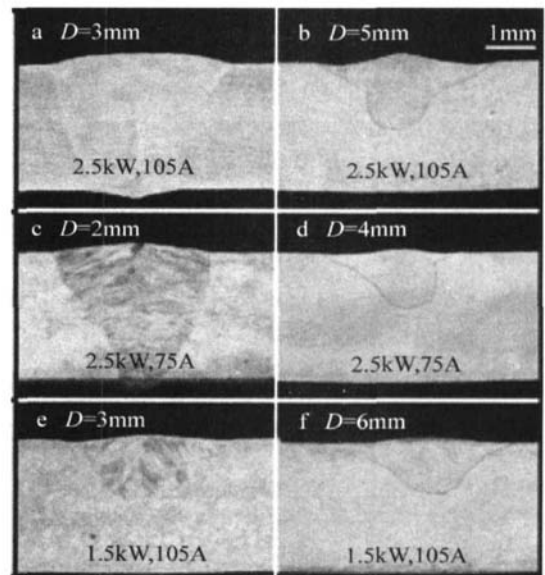 a D=3mm
b D=5mm
1mm
2.5kW,105A
2.5kW,105A
c D=2mm
d D=4mm
2.5kW,75A
2.5kW,75A
e D=3mm
f D=6mm
1.5kW,105A
1.5kW,105A